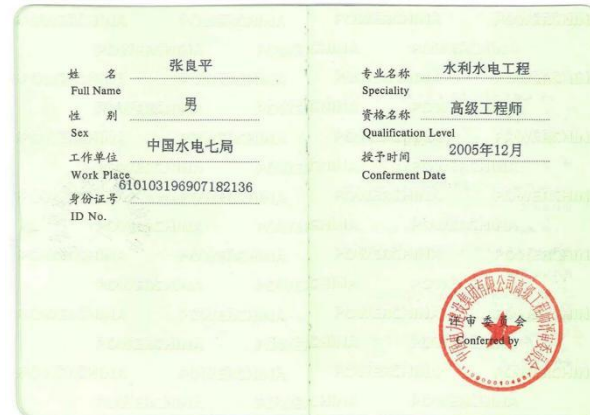 姓 名 张良平
Full Name
性 别 男
Sex
工作单位 中国水电七局
Work Place
身份证号 610103196907182136
ID No.
专业名称 水利水电工程
Speciality
资格名称 高级工程师
Qualification Level
授予时间 2005年12月
Conferment Date
评审委员会
Conferred by